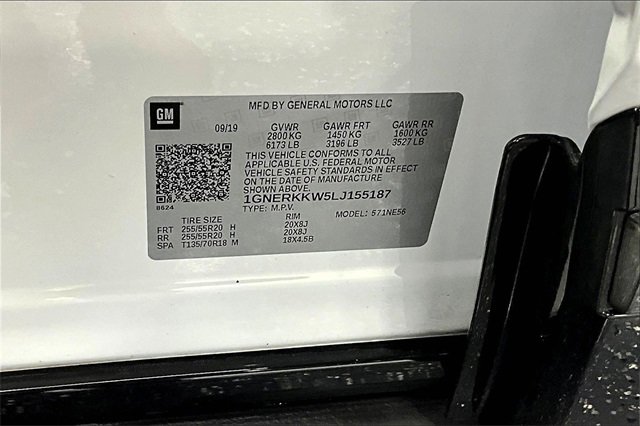 GM
MFD BY GENERAL MOTORS LLC
09/19 GVWR GAWR FRT GAWR RR
2800 KG 1450 KG 1600 KG
6173 LB 3196 LB 3527 LB
THIS VEHICLE CONFORMS TO ALL
APPLICABLE U.S. FEDERAL MOTOR
VEHICLE SAFETY STANDARDS IN EFFECT
ON THE DATE OF MANUFACTURE
SHOWN ABOVE.
8624
1GNERKKW5LJ155187
TYPE: M.P.V. MODEL: 571NE56
TIRE SIZE RIM
FRT 255/55R20 H 20X8J
RR 255/55R20 H 20X8J
SPA T135/70R18 M 18X4.5B